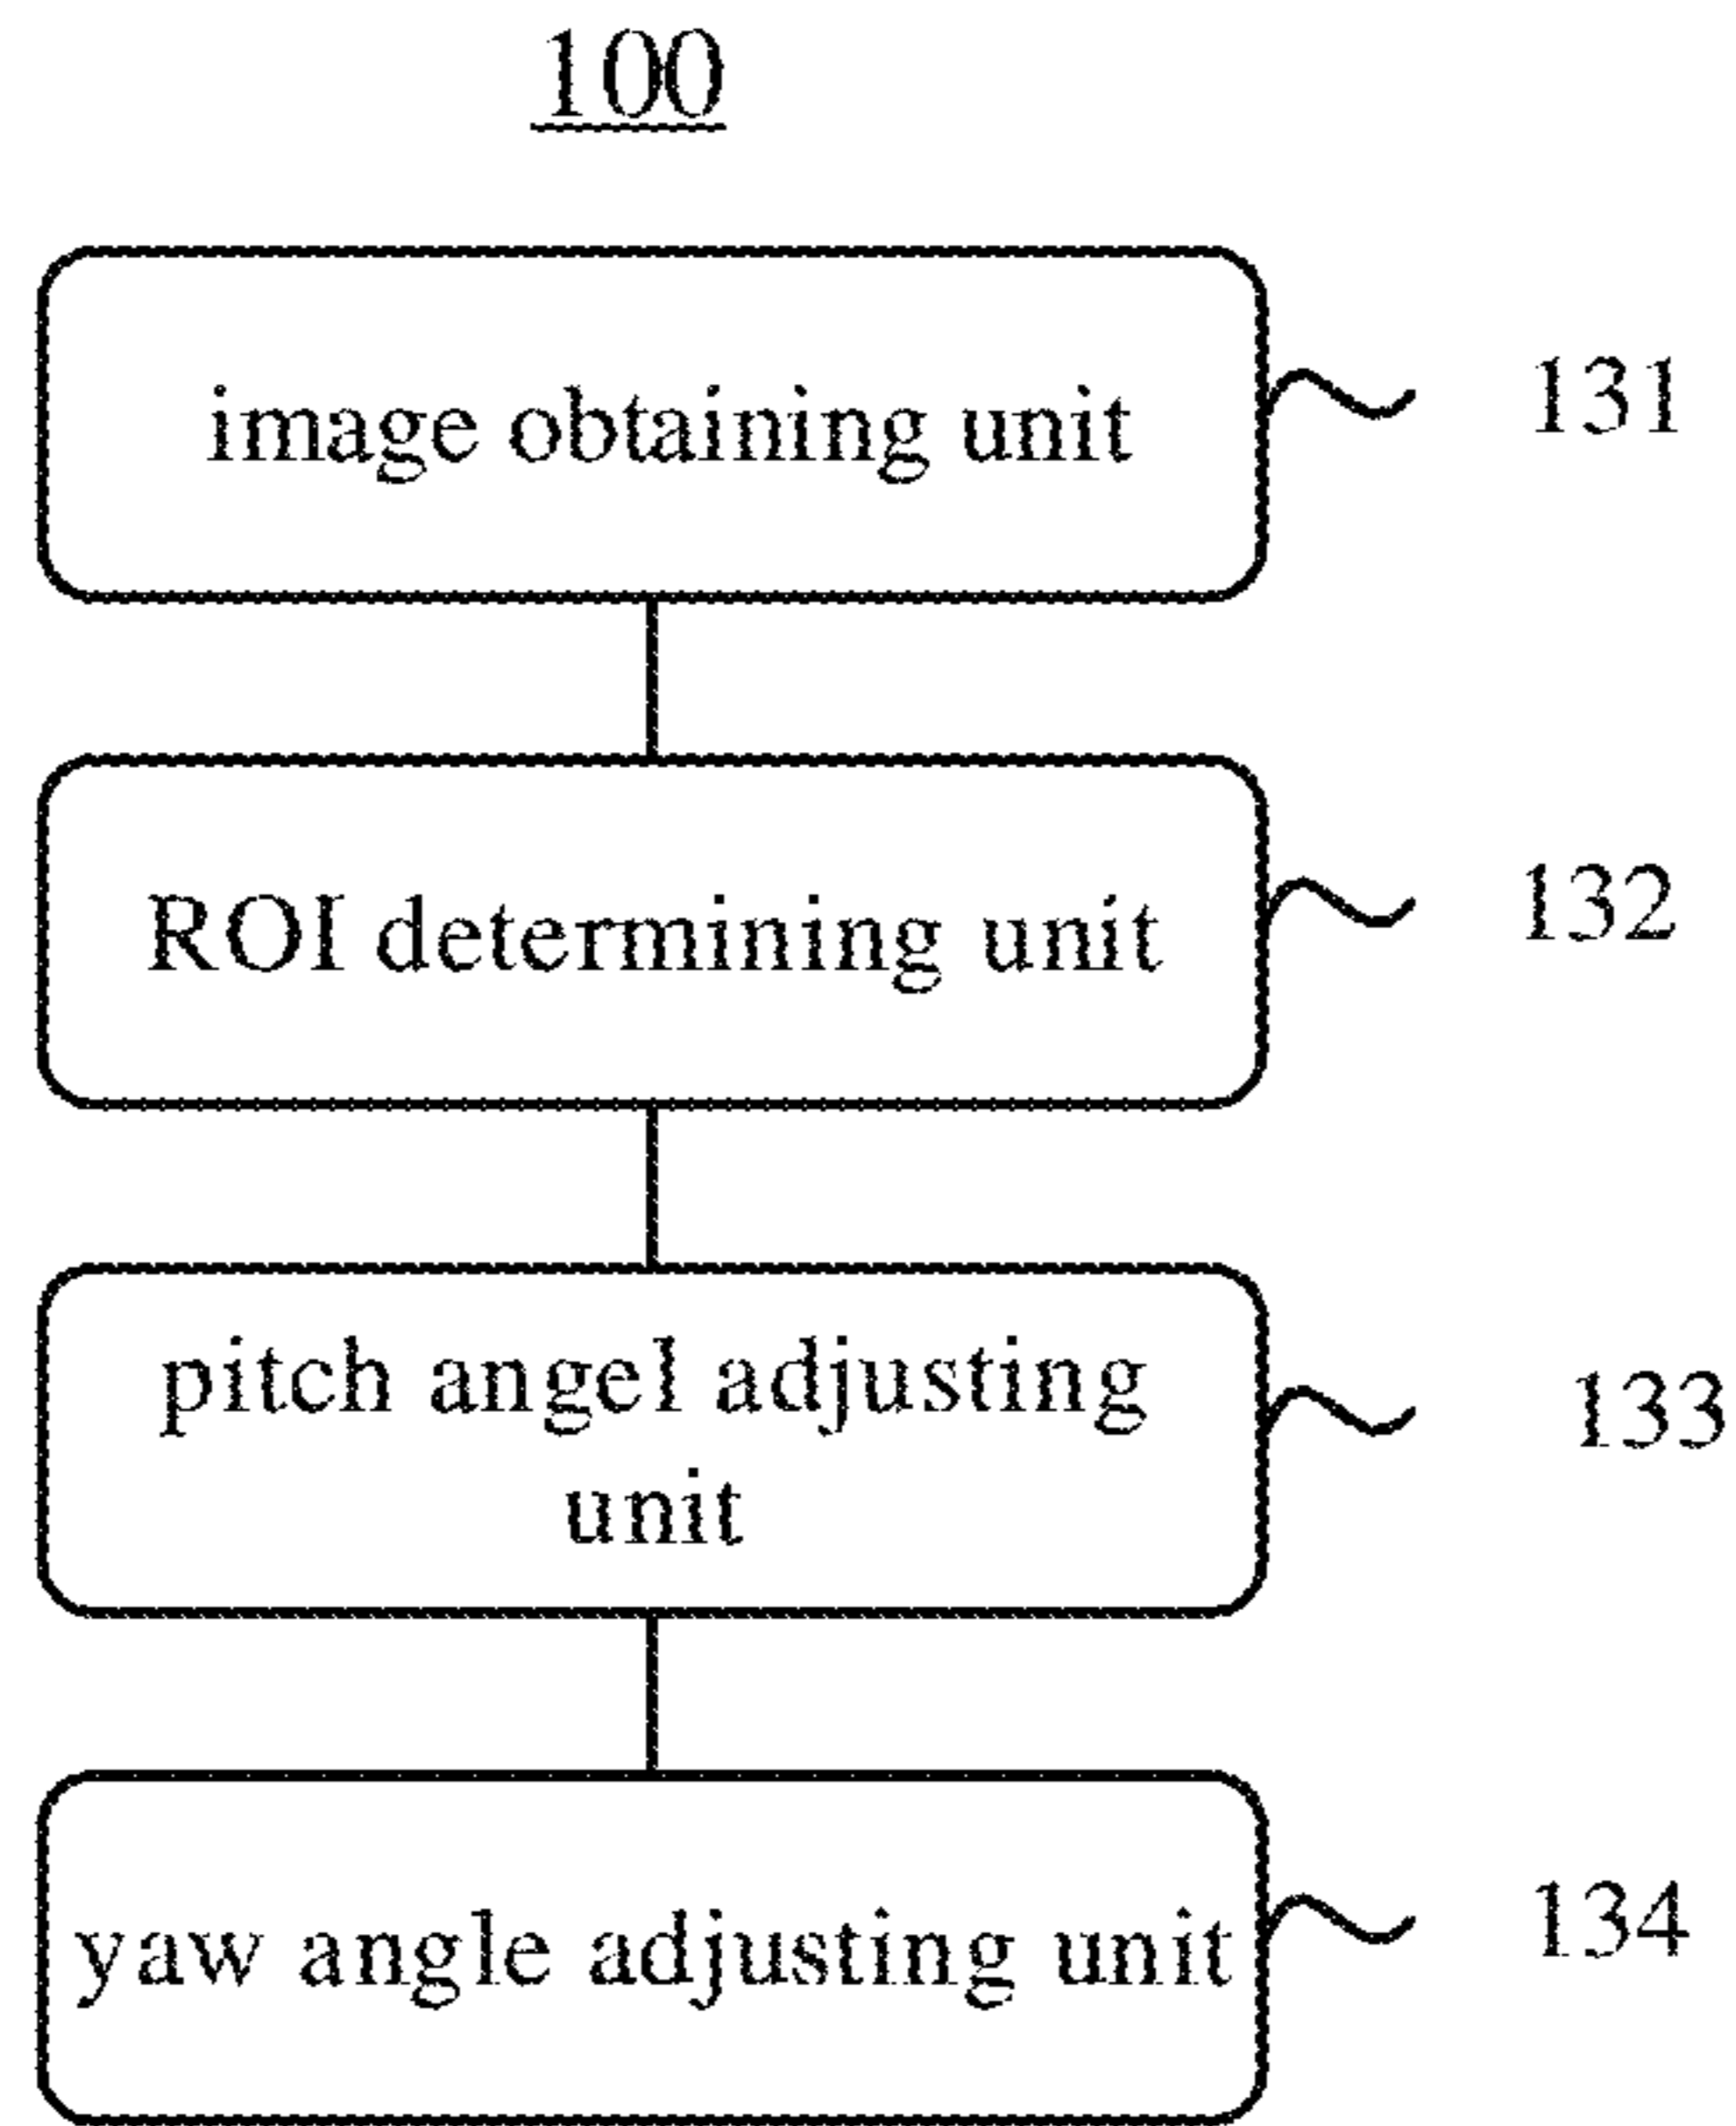 100
image obtaining unit
131
ROI determining unit
132
pitch angel adjusting
unit
133
yaw angle adjusting unit
134